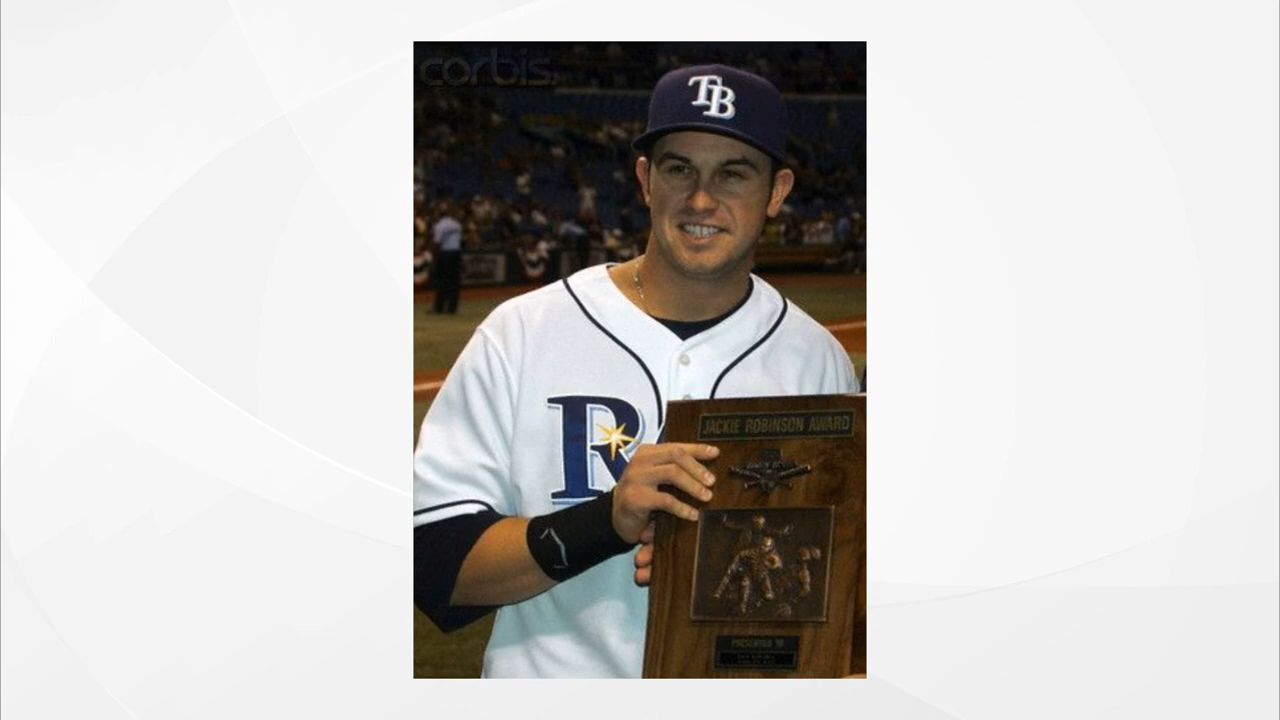 corbis.
TB
R
JACKIE ROBINSON AWARD
PRESENTED TO